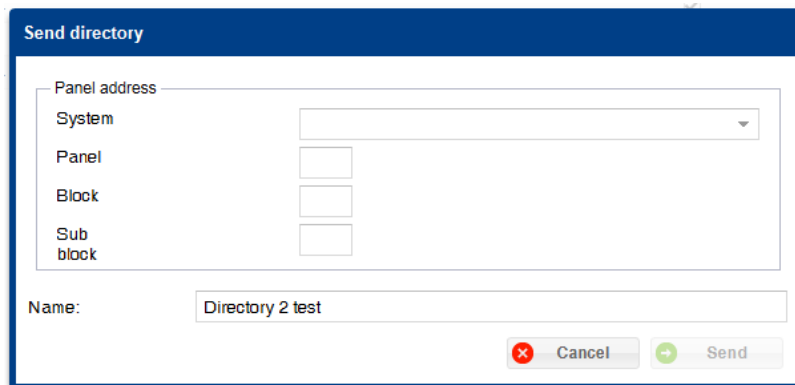 Send directory
Panel address
System
Panel
Block
Sub
block
Name: Directory 2 test
Cancel Send